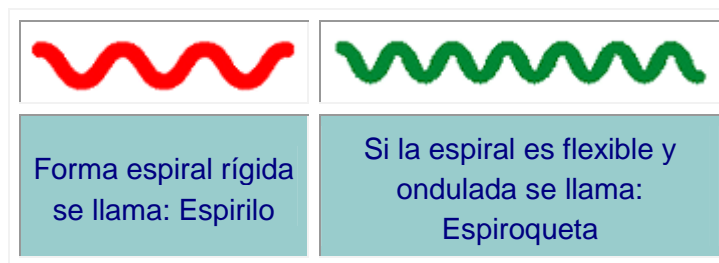 Forma espiral rígida
se llama: Espirilo
Si la espiral es flexible y
ondulada se llama:
Espiroqueta